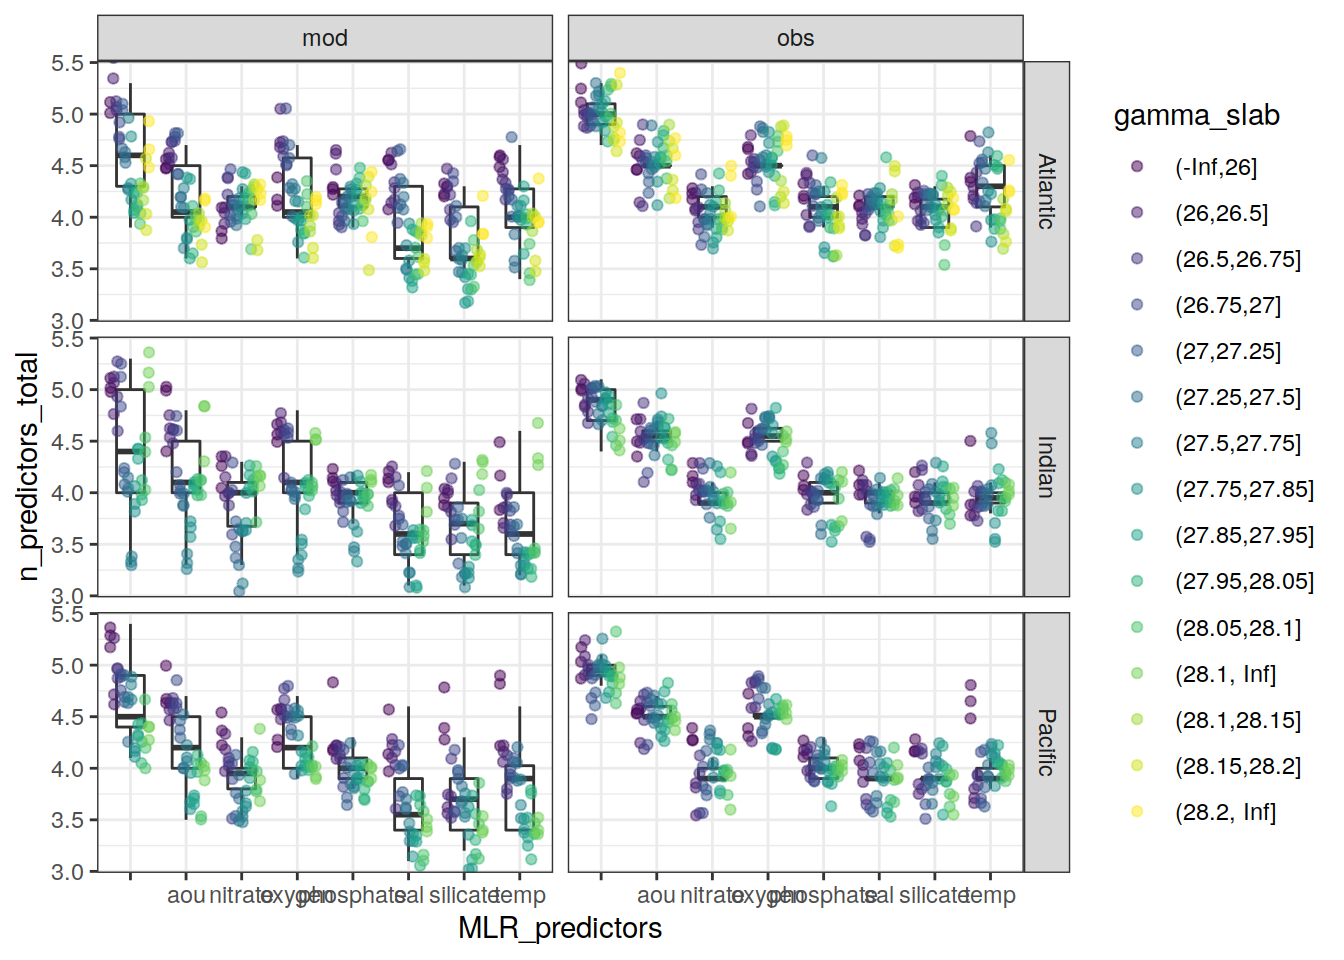 mod
obs
5.5
5.0
4.5
4.0
3.5
3.0
Atlantic
5.5
5.0
4.5
4.0
3.5
3.0
Indian
5.5
5.0
4.5
4.0
3.5
3.0
Pacific
n_predictors_total
aou nitrate oxygen phosphate sal silicate temp
aou nitrate oxygen phosphate sal silicate temp
MLR_predictors
gamma_slab
(-Inf,26]
(26,26.5]
(26.5,26.75]
(26.75,27]
(27,27.25]
(27.25,27.5]
(27.5,27.75]
(27.75,27.85]
(27.85,27.95]
(27.95,28.05]
(28.05,28.1]
(28.1, Inf]
(28.1,28.15]
(28.15,28.2]
(28.2, Inf]